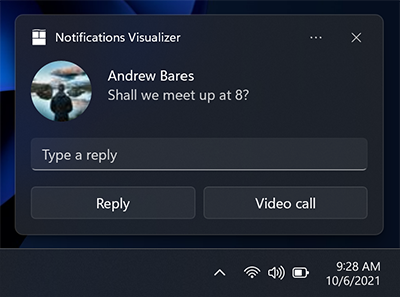 Notifications Visualizer
Andrew Bares
Shall we meet up at 8?
Type a reply
Reply
Video call
9:28 AM
10/6/2021